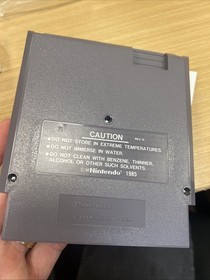 CAUTION
•DO NOT STORE IN EXTREME TEMPERATURES.
•DO NOT IMMERSE IN WATER.
•DO NOT CLEAN WITH BENZENE, THINNER,
ALCOHOL OR OTHER SUCH SOLVENTS.
©Nintendo 1985